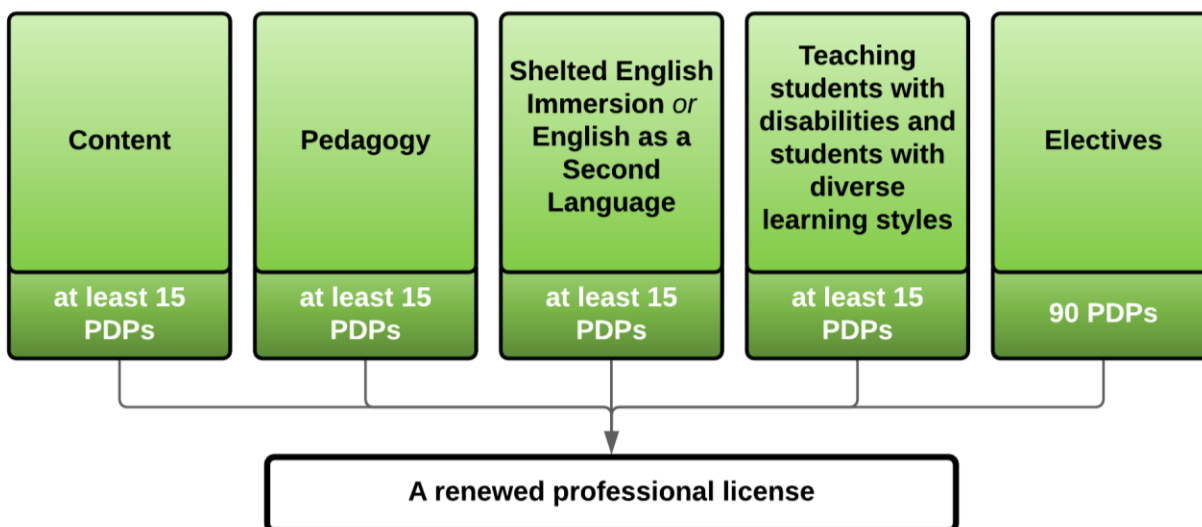 Content
at least 15
PDPs
Pedagogy
at least 15
PDPs
Shelted English
Immersion or
English as a
Second
Language
at least 15
PDPs
Teaching
students with
disabilities and
students with
diverse
learning styles
at least 15
PDPs
Electives
90 PDPs
A renewed professional license